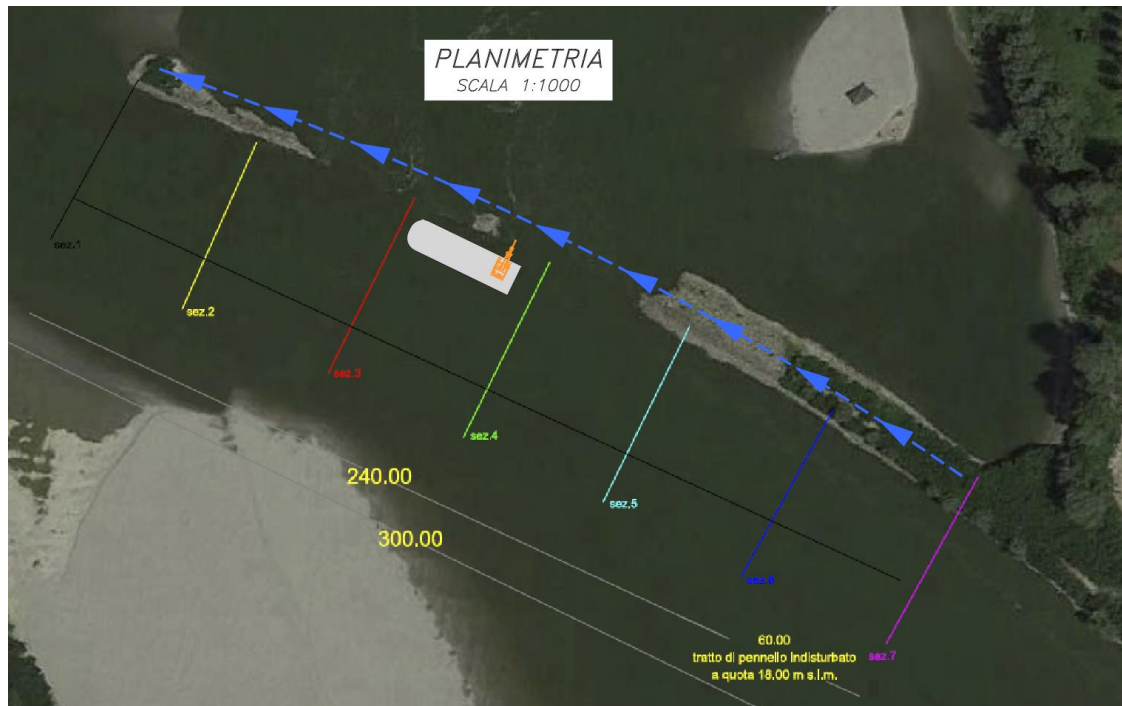 PLANIMETRIA
SCALA 1:1000
sez.1
sez.2
sez.3
sez.4
sez.5
sez.6
sez.7
240.00
300.00
60.00
tratto di pennello indisturbato
a quota 18.00 m s.l.m.